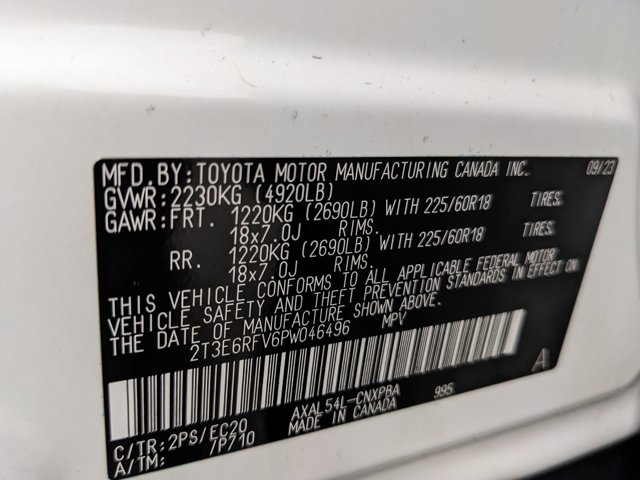 MFD. BY: TOYOTA MOTOR MANUFACTURING CANADA INC. 09/23
GVWR: 2230KG (4920LB)
GAWR: FRT. 1220KG (2690LB) WITH 225/60R18 TIRES.
18x7.0J RIMS.
RR. 1220KG (2690LB) WITH 225/60R18 TIRES.
18x7.0J RIMS.
THIS VEHICLE CONFORMS TO ALL APPLICABLE FEDERAL MOTOR
VEHICLE SAFETY AND THEFT PREVENTION STANDARDS IN EFFECT ON
THE DATE OF MANUFACTURE SHOWN ABOVE.
2T3E6RFV6PW046496 MPV
A
C/TR: 2PS/EC20 AXAL54L-CNXPBA 995
A/TM: 7P710 MADE IN CANADA